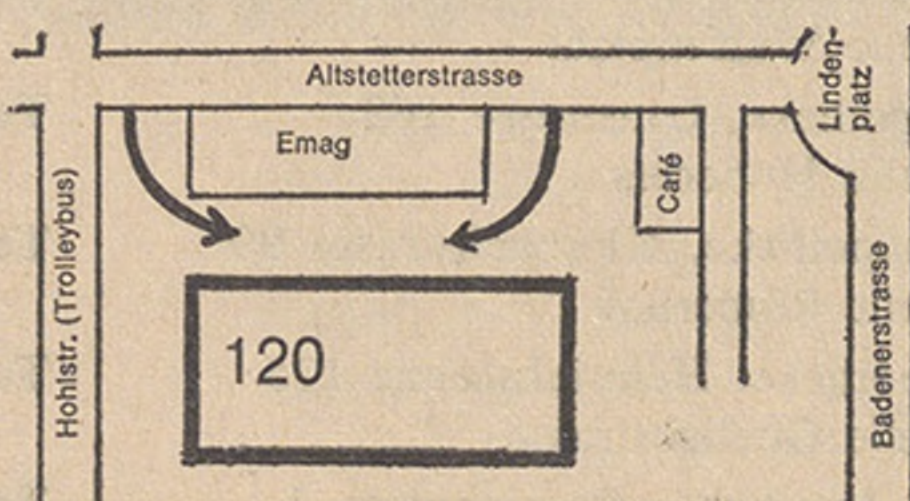 Altstetterstrasse
Linden-
platz
Emag
Café
Hohlstr. (Trolleybus)
120
Badenerstrasse